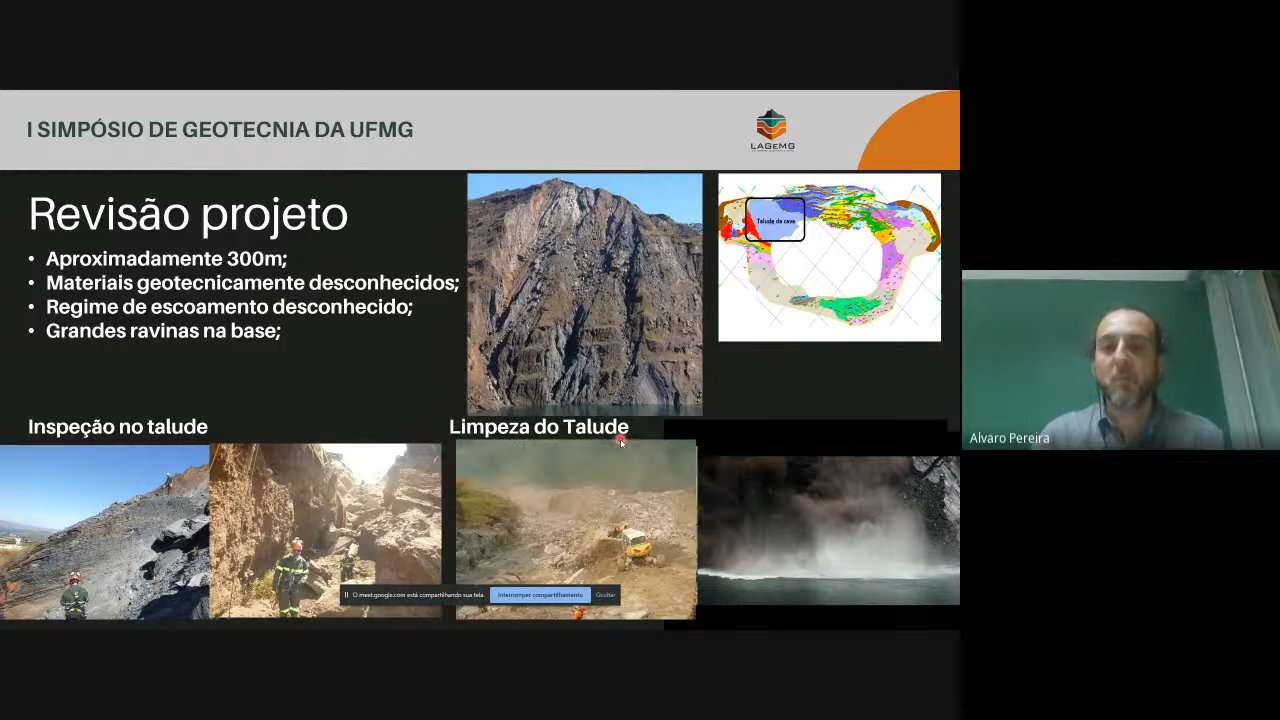 I SIMPÓSIO DE GEOTECNIA DA UFMG
LAGEMG
Revisão projeto
• Aproximadamente 300m;
• Materiais geotecnicamente desconhecidos;
• Regime de escoamento desconhecido;
• Grandes ravinas na base;
Talude da cava
Inspeção no talude
Limpeza do Talude
Alvaro Pereira
O meet.google.com está compartilhando sua tela.
Interromper compartilhamento
Ocultar